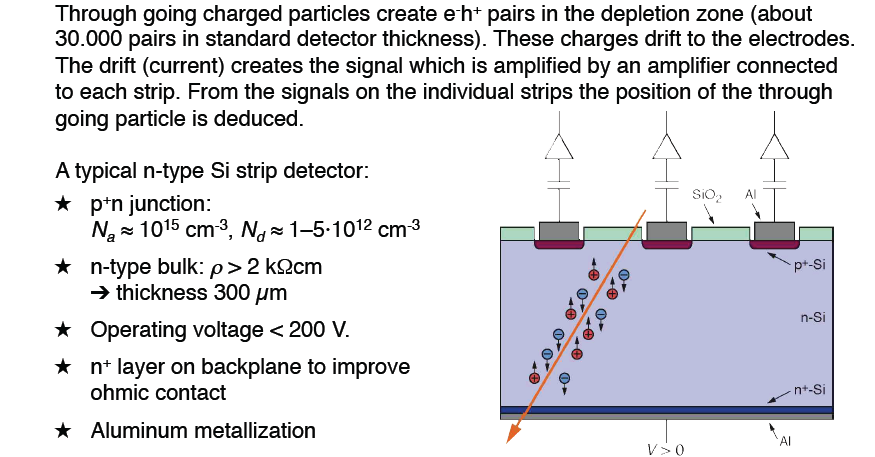 Through going charged particles create e⁻h⁺ pairs in the depletion zone (about
30.000 pairs in standard detector thickness). These charges drift to the electrodes.
The drift (current) creates the signal which is amplified by an amplifier connected
to each strip. From the signals on the individual strips the position of the through
going particle is deduced.
A typical n-type Si strip detector:
★ p⁺n junction:
Nₐ ≈ 10¹⁵ cm⁻³, N_d ≈ 1–5·10¹² cm⁻³
★ n-type bulk: ρ > 2 kΩcm
➔ thickness 300 μm
★ Operating voltage < 200 V.
★ n⁺ layer on backplane to improve
ohmic contact
★ Aluminum metallization
SiO₂
Al
p⁺-Si
n-Si
n⁺-Si
Al
V > 0